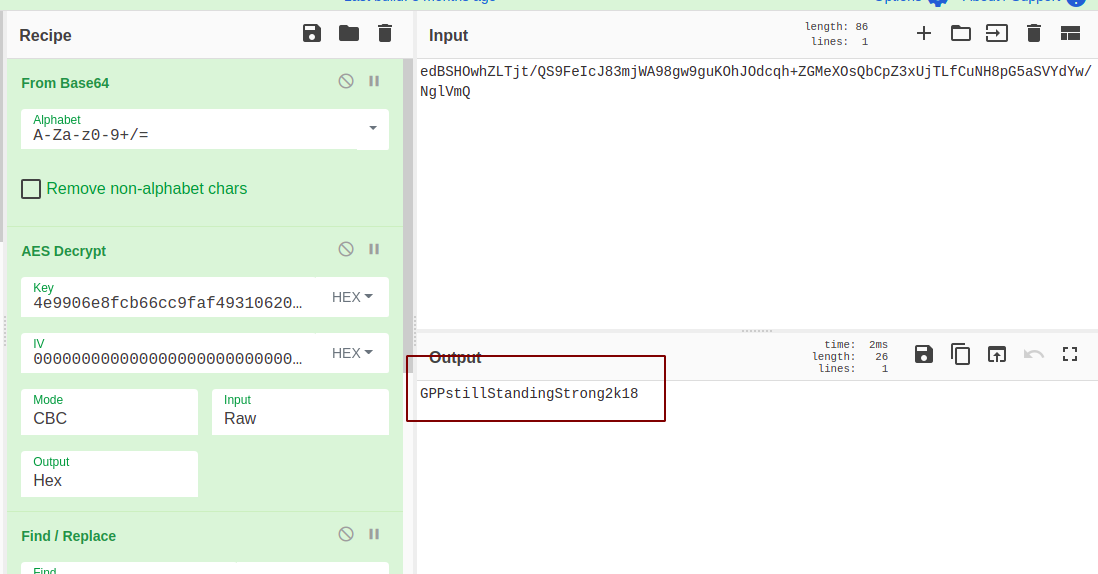 Last build: 8 months ago
Options
About / Support
Recipe
From Base64
Alphabet
A-Za-z0-9+/=
Remove non-alphabet chars
AES Decrypt
Key
4e9906e8fcb66cc9faf49310620…
HEX
IV
000000000000000000000000000…
HEX
Mode
CBC
Input
Raw
Output
Hex
Find / Replace
Find
Input
length: 86
lines: 1
edBSHOwhZLTjt/QS9FeIcJ83mjWA98gw9guKOhJOdcqh+ZGMeXOsQbCpZ3xUjTLfCuNH8pG5aSVYdYw/
NglVmQ
Output
time: 2ms
length: 26
lines: 1
GPPstillStandingStrong2k18